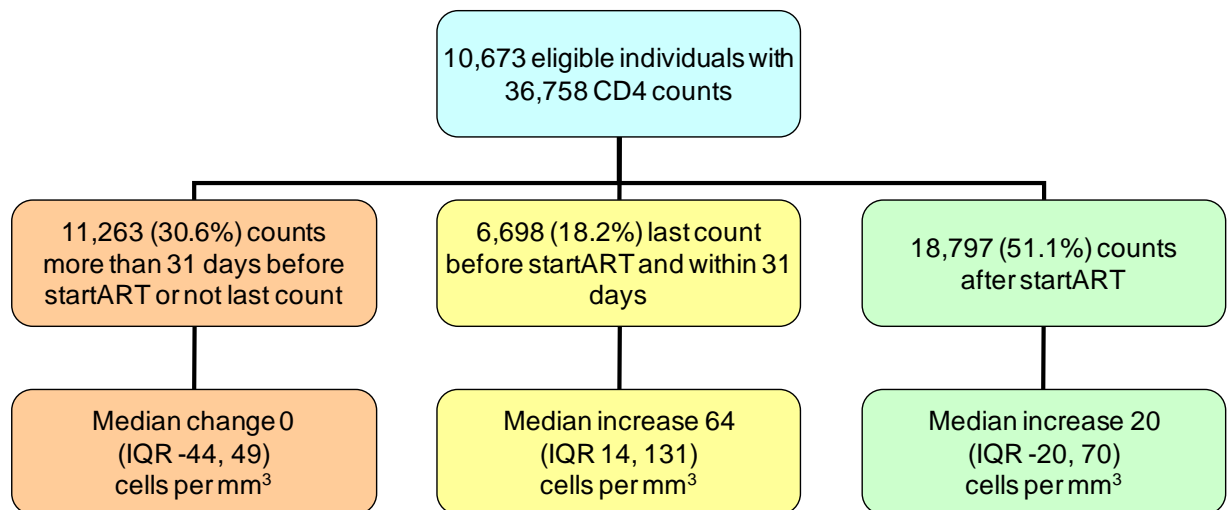 10,673 eligible individuals with
36,758 CD4 counts
11,263 (30.6%) counts
more than 31 days before
startART or not last count
6,698 (18.2%) last count
before startART and within 31
days
18,797 (51.1%) counts
after startART
Median change 0
(IQR -44, 49)
cells per mm³
Median increase 64
(IQR 14, 131)
cells per mm³
Median increase 20
(IQR -20, 70)
cells per mm³